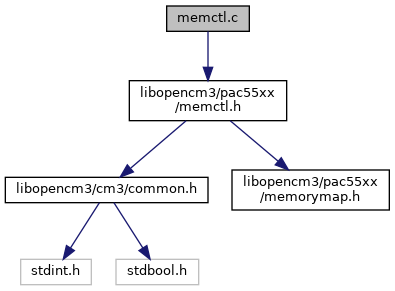 memctl.c
libopencm3/pac55xx
/memctl.h
libopencm3/cm3/common.h
libopencm3/pac55xx
/memorymap.h
stdint.h
stdbool.h